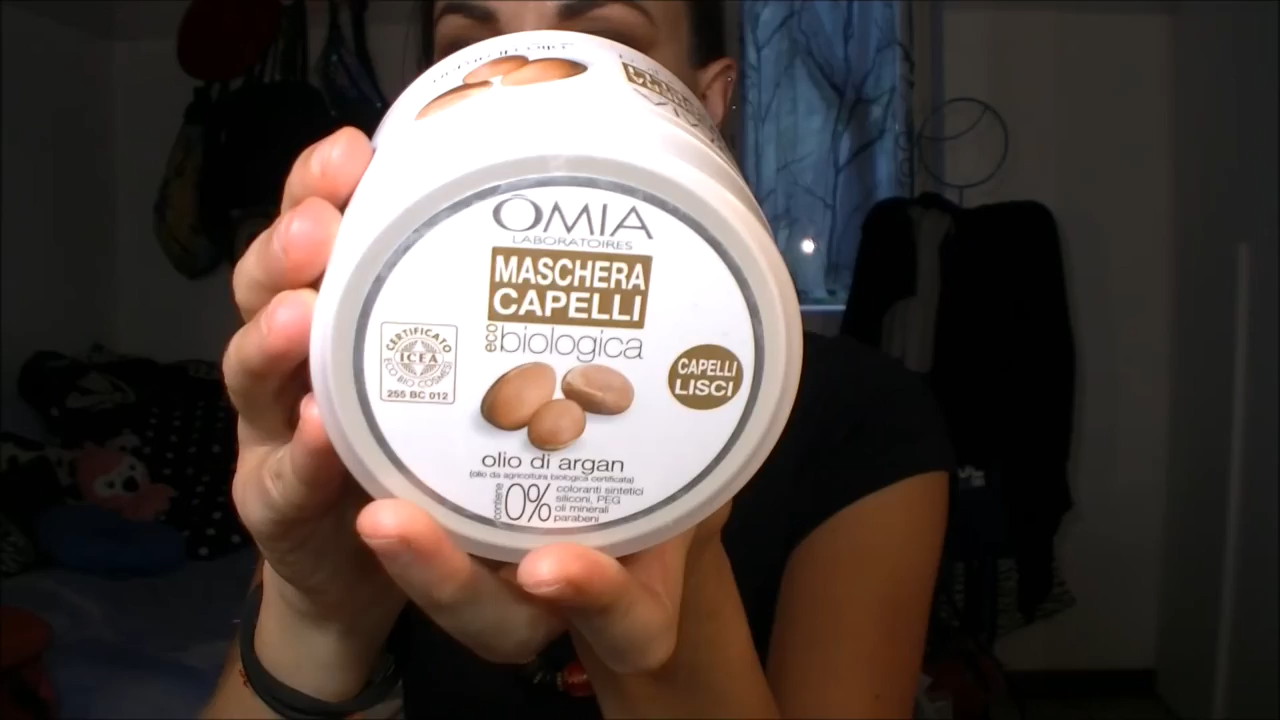 ÔMIA
LABORATOIRES
MASCHERA
CAPELLI
eco biologica
CERTIFICATO
ICEA
ECO BIO COSMESI
255 BC 012
CAPELLI
LISCI
olio di argan
(olio da agricoltura biologica certificata)
contiene 0% coloranti sintetici
siliconi, PEG
oli minerali
parabeni